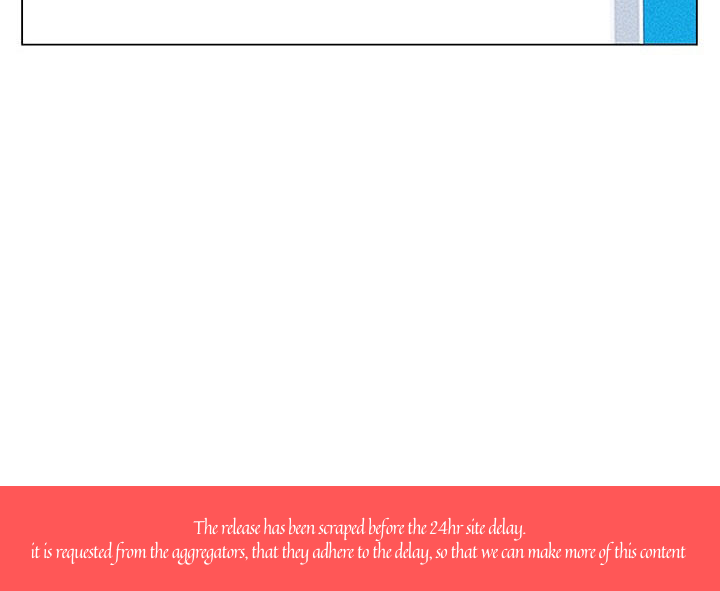 The release has been scraped before the 24hr site delay.
it is requested from the aggregators, that they adhere to the delay, so that we can make more of this content